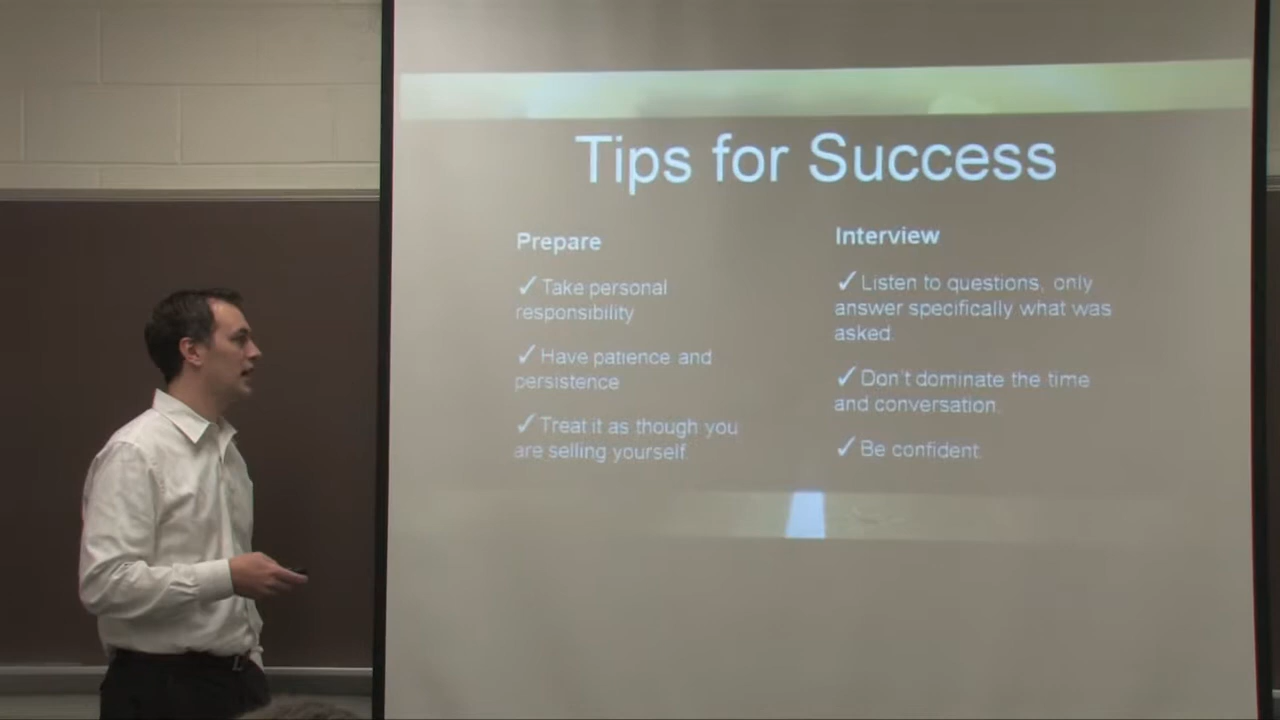 Tips for Success
Prepare
✓Take personal
responsibility
✓Have patience and
persistence
✓Treat it as though you
are selling yourself.
Interview
✓Listen to questions, only
answer specifically what was
asked.
✓Don't dominate the time
and conversation.
✓Be confident.